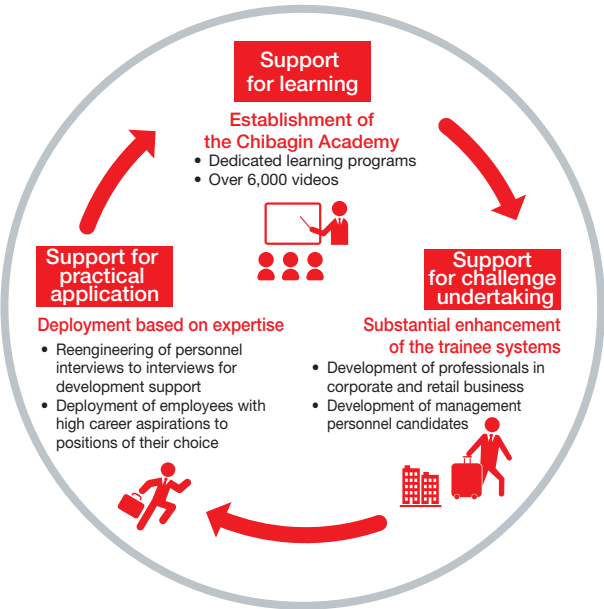 Support
for learning
Establishment of
the Chibagin Academy
• Dedicated learning programs
• Over 6,000 videos
Support
for challenge
undertaking
Substantial enhancement
of the trainee systems
• Development of professionals in
corporate and retail business
• Development of management
personnel candidates
Support for
practical
application
Deployment based on expertise
• Reengineering of personnel
interviews to interviews for
development support
• Deployment of employees with
high career aspirations to
positions of their choice